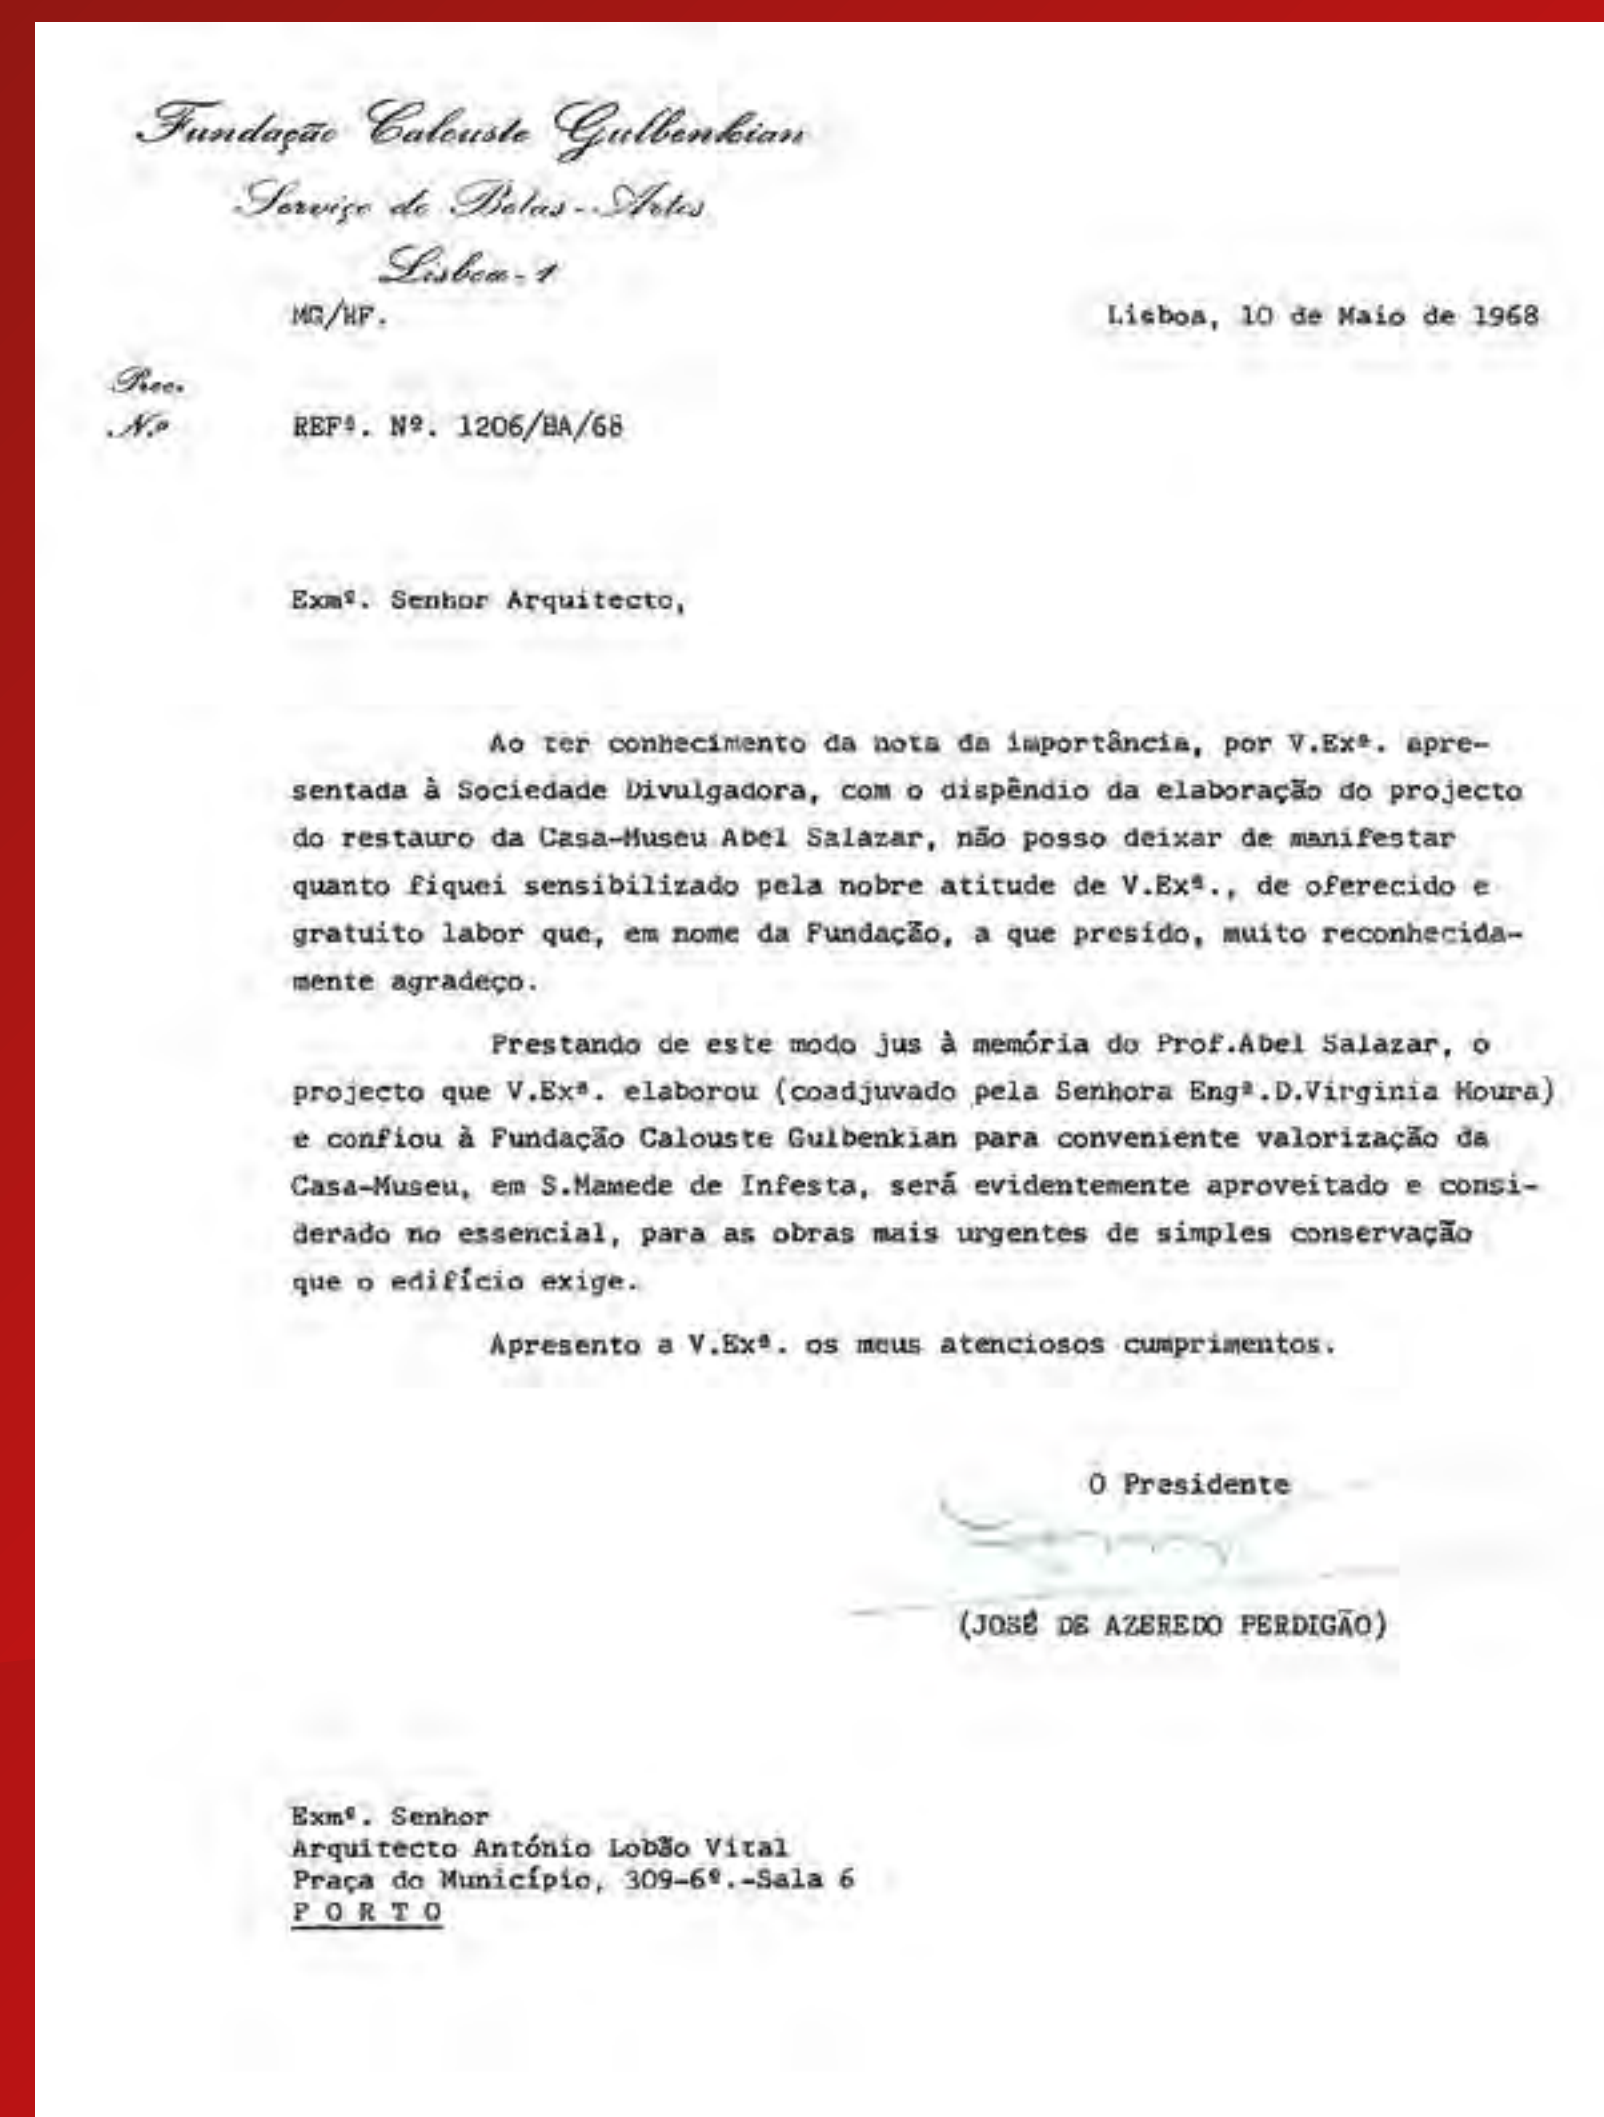 Fundação Calouste Gulbenkian
Serviço de Belas-Artes
Lisboa-1
MG/HF.
Lisboa, 10 de Maio de 1968
Proc.
N.º
REFª. Nº. 1206/BA/68
Exmº. Senhor Arquitecto,
Ao ter conhecimento da nota da importância, por V.Exª. apre-
sentada à Sociedade Divulgadora, com o dispêndio da elaboração do projecto
do restauro da Casa-Museu Abel Salazar, não posso deixar de manifestar
quanto fiquei sensibilizado pela nobre atitude de V.Exª., de oferecido e
gratuito labor que, em nome da Fundação, a que presido, muito reconhecida-
mente agradeço.
Prestando de este modo jus à memória do Prof.Abel Salazar, o
projecto que V.Exª. elaborou (coadjuvado pela Senhora Engª.D.Virginia Moura)
e confiou à Fundação Calouste Gulbenkian para conveniente valorização da
Casa-Museu, em S.Mamede de Infesta, será evidentemente aproveitado e consi-
derado no essencial, para as obras mais urgentes de simples conservação
que o edifício exige.
Apresento a V.Exª. os meus atenciosos cumprimentos.
O Presidente
(JOSÉ DE AZEREDO PERDIGÃO)
Exmº. Senhor
Arquitecto António Lobão Vital
Praça do Município, 309-6º.-Sala 6
P O R T O